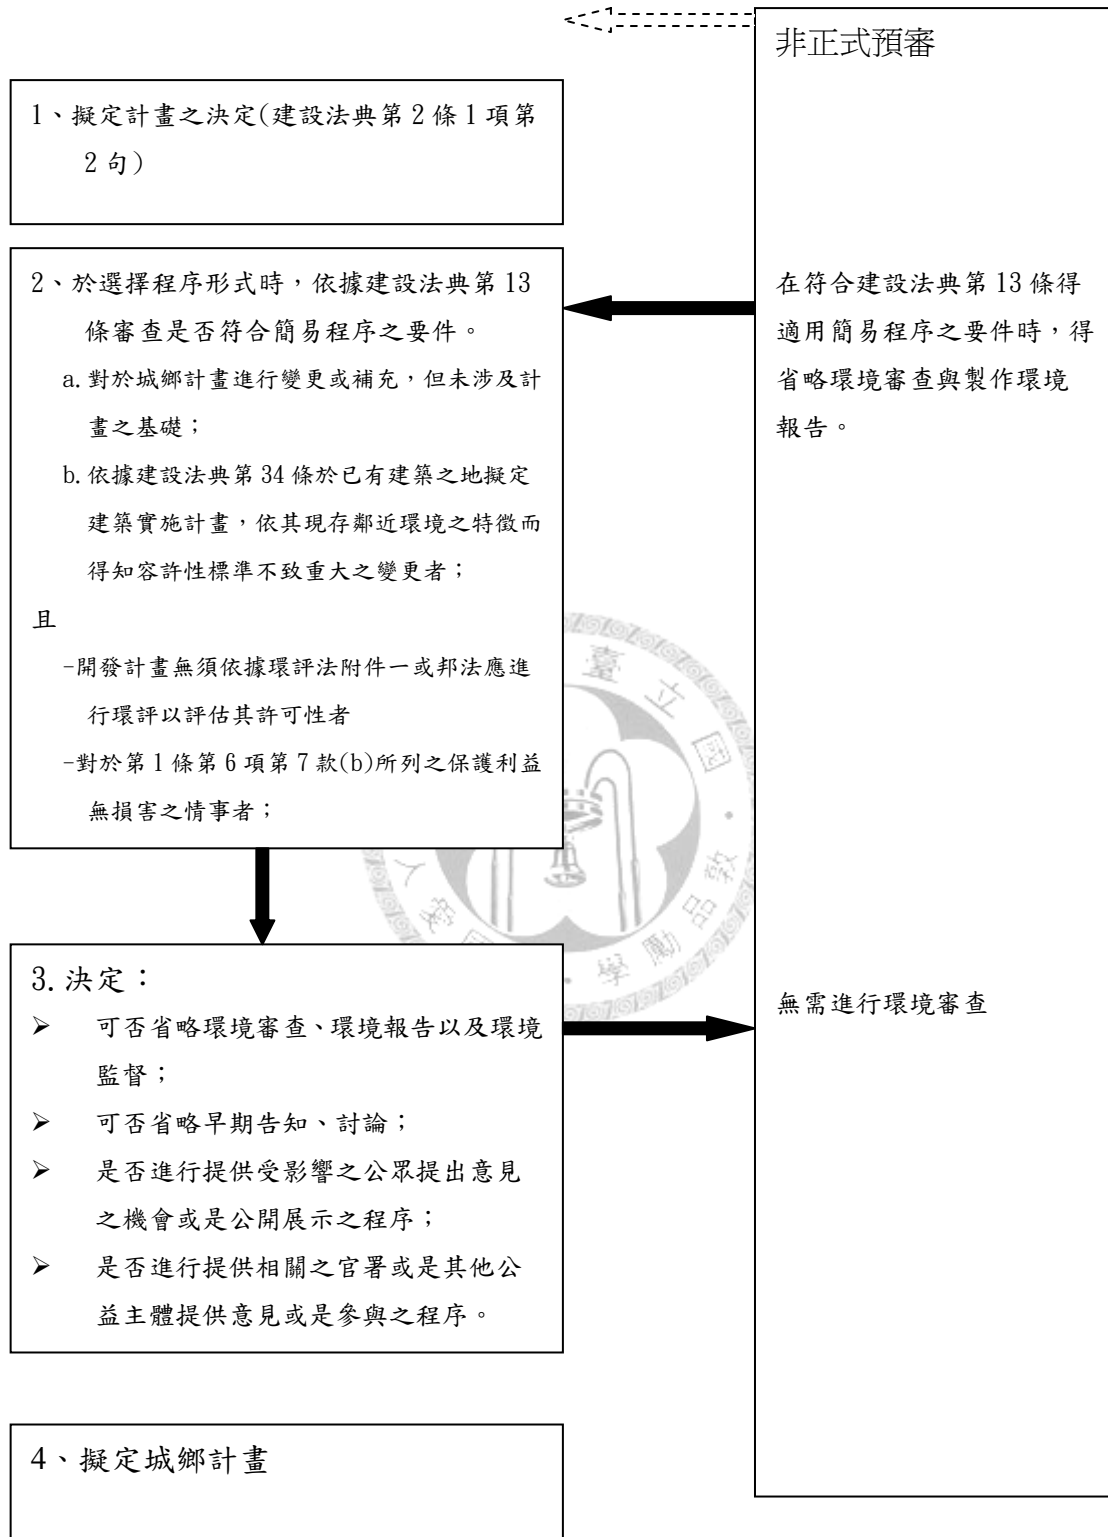 非正式預審
1、擬定計畫之決定(建設法典第 2 條 1 項第
2 句)
2、於選擇程序形式時，依據建設法典第 13
條審查是否符合簡易程序之要件。
a.對於城鄉計畫進行變更或補充，但未涉及計
畫之基礎；
b.依據建設法典第 34 條於已有建築之地擬定
建築實施計畫，依其現存鄰近環境之特徵而
得知容許性標準不致重大之變更者；
且
-開發計畫無須依據環評法附件一或邦法應進
行環評以評估其許可性者
-對於第 1 條第 6 項第 7 款(b)所列之保護利益
無損害之情事者；
在符合建設法典第 13 條得
適用簡易程序之要件時，得
省略環境審查與製作環境
報告。
3.決定：
➢ 可否省略環境審查、環境報告以及環境
監督；
➢ 可否省略早期告知、討論；
➢ 是否進行提供受影響之公眾提出意見
之機會或是公開展示之程序；
➢ 是否進行提供相關之官署或是其他公
益主體提供意見或是參與之程序。
無需進行環境審查
4、擬定城鄉計畫